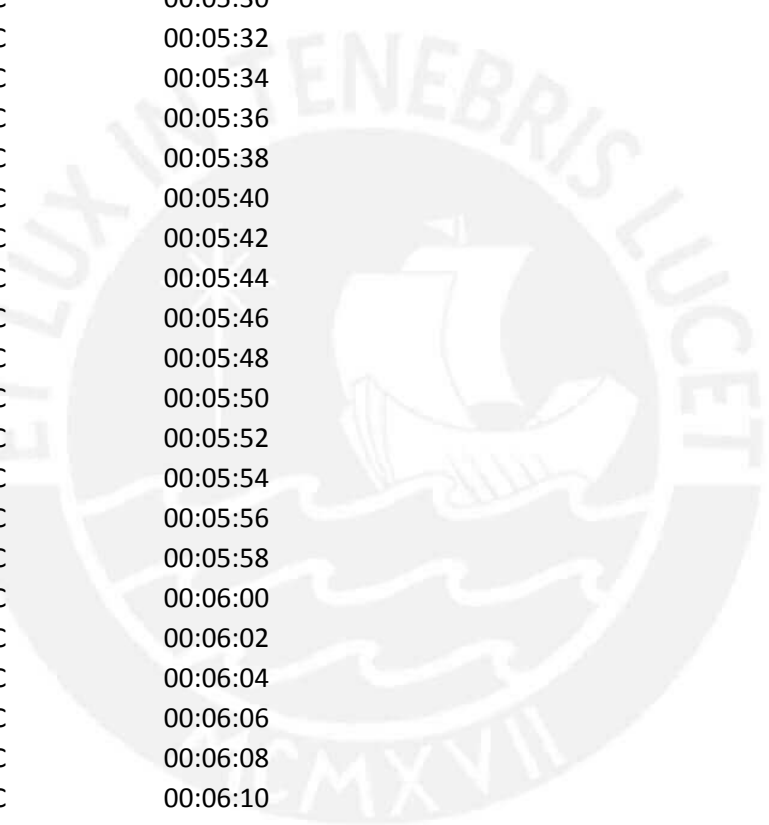 C 00:05:30
C 00:05:32
C 00:05:34
C 00:05:36
C 00:05:38
C 00:05:40
C 00:05:42
C 00:05:44
C 00:05:46
C 00:05:48
C 00:05:50
C 00:05:52
C 00:05:54
C 00:05:56
C 00:05:58
C 00:06:00
C 00:06:02
C 00:06:04
C 00:06:06
C 00:06:08
C 00:06:10
ET LUX IN TENEBRIS LUCET
MCMXVII